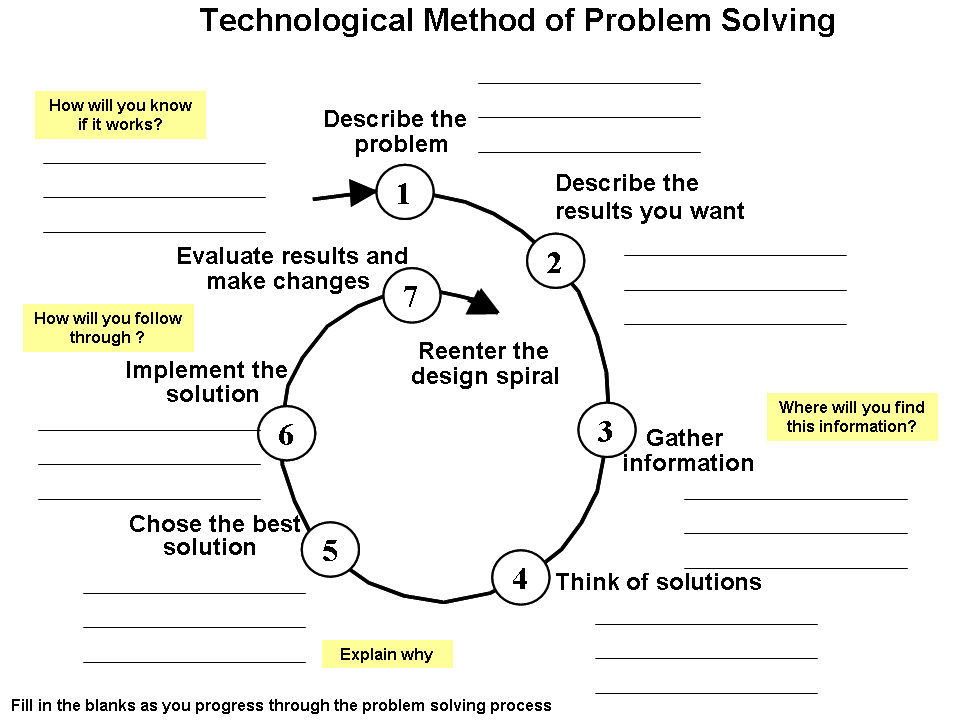 Technological Method of Problem Solving
How will you know
if it works?
Describe the
problem
1
Describe the
results you want
2
Evaluate results and
make changes
7
How will you follow
through ?
Reenter the
design spiral
Implement the
solution
6
Where will you find
this information?
3
Gather
information
Chose the best
solution
5
4
Think of solutions
Explain why
Fill in the blanks as you progress through the problem solving process